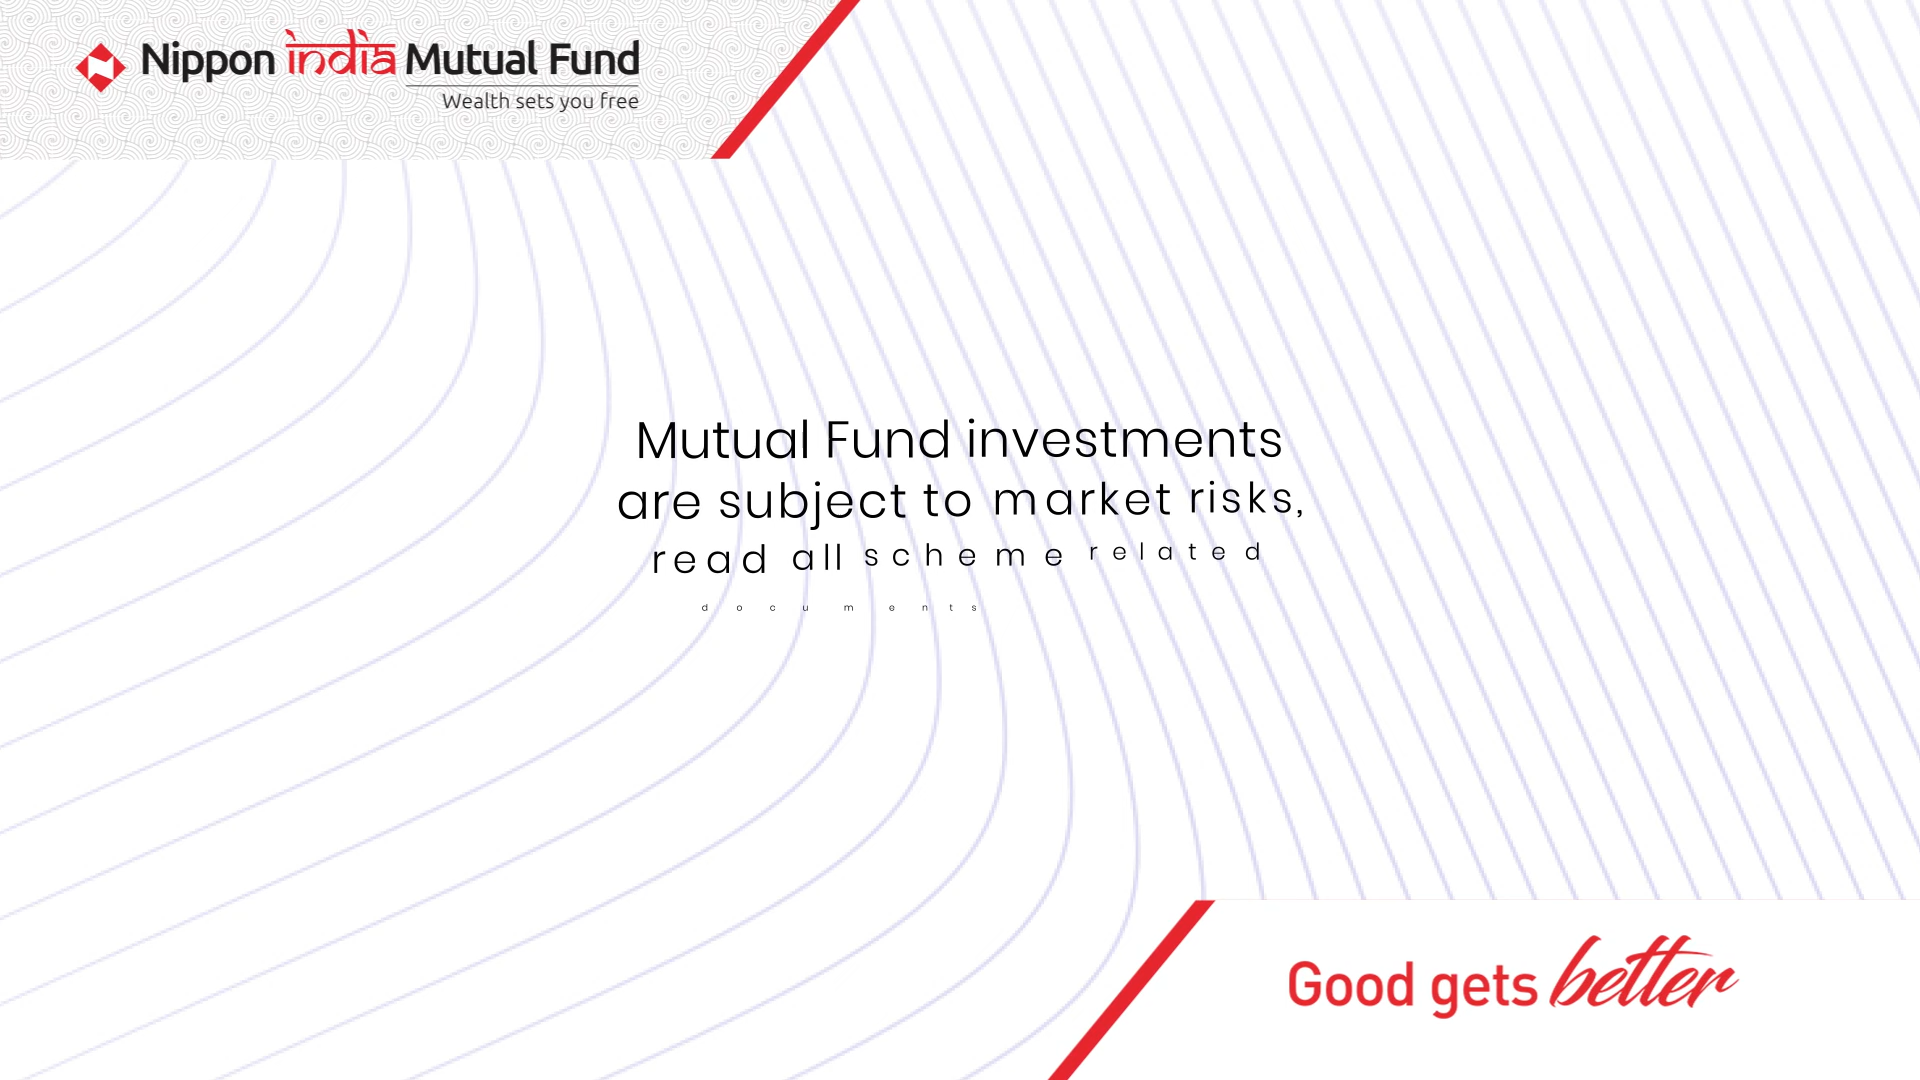 Nippon india Mutual Fund
Wealth sets you free
Mutual Fund investments
are subject to market risks,
read all scheme related
documents
Good gets better